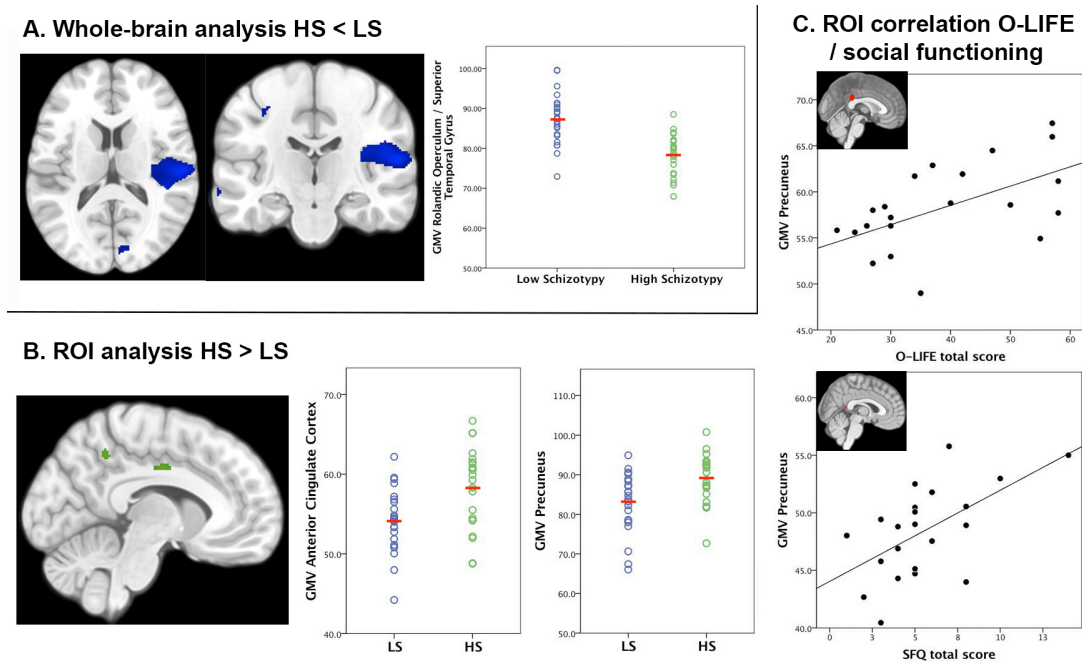 A. Whole-brain analysis HS < LS
GMV Rolandic Operculum / Superior
Temporal Gyrus
100.00
90.00
80.00
70.00
60.00
50.00
Low Schizotypy
High Schizotypy
B. ROI analysis HS > LS
GMV Anterior Cingulate Cortex
70.0
60.0
50.0
40.0
LS
HS
GMV Precuneus
110.0
100.0
90.0
80.0
70.0
60.0
50.0
LS
HS
C. ROI correlation O-LIFE
/ social functioning
GMV Precuneus
70.0
65.0
60.0
55.0
50.0
45.0
20
30
40
50
60
O-LIFE total score
GMV Precuneus
60.0
55.0
50.0
45.0
40.0
0
3
5
8
10
13
SFQ total score